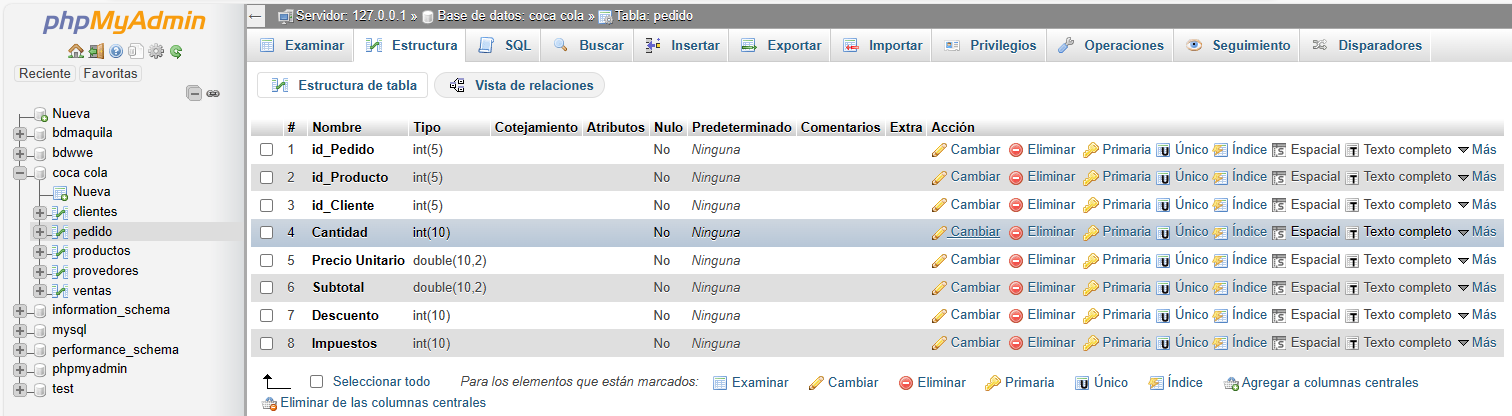 phpMyAdmin
Reciente Favoritas
Nueva
bdmaquila
bdwwe
coca cola
Nueva
clientes
pedido
productos
provedores
ventas
information_schema
mysql
performance_schema
phpmyadmin
test
Servidor: 127.0.0.1 » Base de datos: coca cola » Tabla: pedido
Examinar Estructura SQL Buscar Insertar Exportar Importar Privilegios Operaciones Seguimiento Disparadores
Estructura de tabla Vista de relaciones
# Nombre Tipo Cotejamiento Atributos Nulo Predeterminado Comentarios Extra Acción
1 id_Pedido int(5) No Ninguna Cambiar Eliminar Primaria Único Índice Espacial Texto completo Más
2 id_Producto int(5) No Ninguna Cambiar Eliminar Primaria Único Índice Espacial Texto completo Más
3 id_Cliente int(5) No Ninguna Cambiar Eliminar Primaria Único Índice Espacial Texto completo Más
4 Cantidad int(10) No Ninguna Cambiar Eliminar Primaria Único Índice Espacial Texto completo Más
5 Precio Unitario double(10,2) No Ninguna Cambiar Eliminar Primaria Único Índice Espacial Texto completo Más
6 Subtotal double(10,2) No Ninguna Cambiar Eliminar Primaria Único Índice Espacial Texto completo Más
7 Descuento int(10) No Ninguna Cambiar Eliminar Primaria Único Índice Espacial Texto completo Más
8 Impuestos int(10) No Ninguna Cambiar Eliminar Primaria Único Índice Espacial Texto completo Más
Seleccionar todo Para los elementos que están marcados: Examinar Cambiar Eliminar Primaria Único Índice Agregar a columnas centrales
Eliminar de las columnas centrales